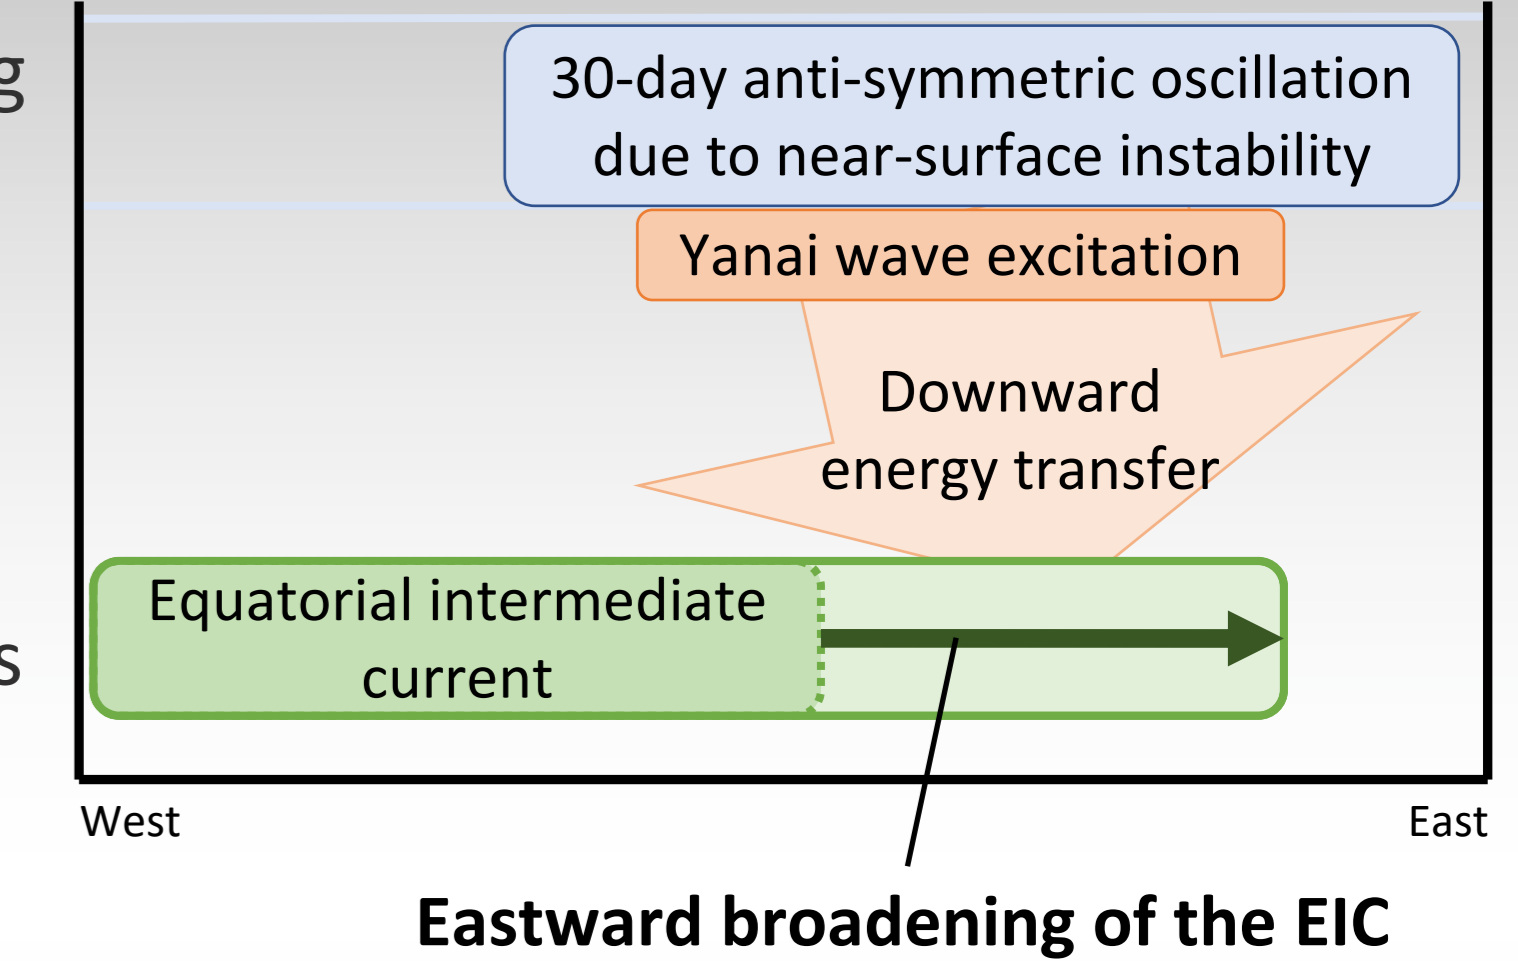 30-day anti-symmetric oscillation
due to near-surface instability
Yanai wave excitation
Downward
energy transfer
Equatorial intermediate
current
West
East
Eastward broadening of the EIC